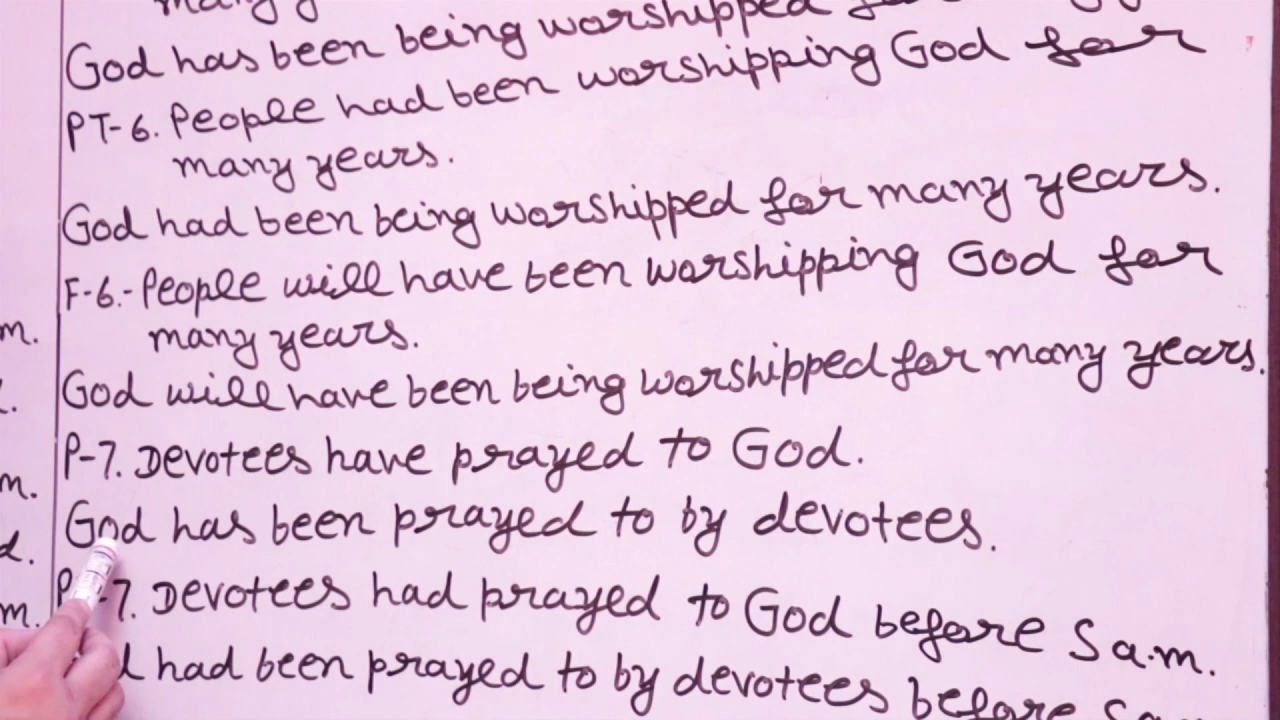 many
God has been being worshipped
PT-6. People had been worshipping God for
many years.
God had been being worshipped for many years.
F-6.- People will have been worshipping God for
many years.
m.
God will have been being worshipped for many years.
P-7. Devotees have prayed to God.
m.
God has been prayed to by devotees.
d.
-7. Devotees had prayed to God before 5 a.m.
m.
d had been prayed to by devotees before